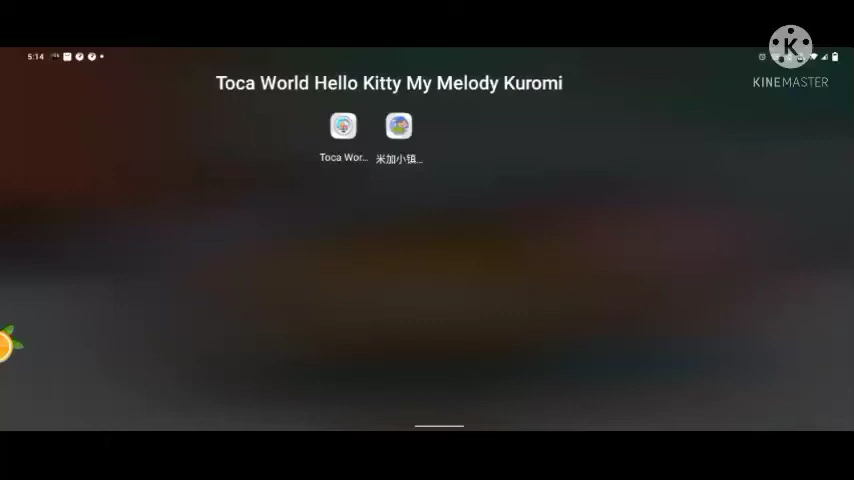 5:14
K
KINEMASTER
Toca World Hello Kitty My Melody Kuromi
Toca Wor...
米加小镇...